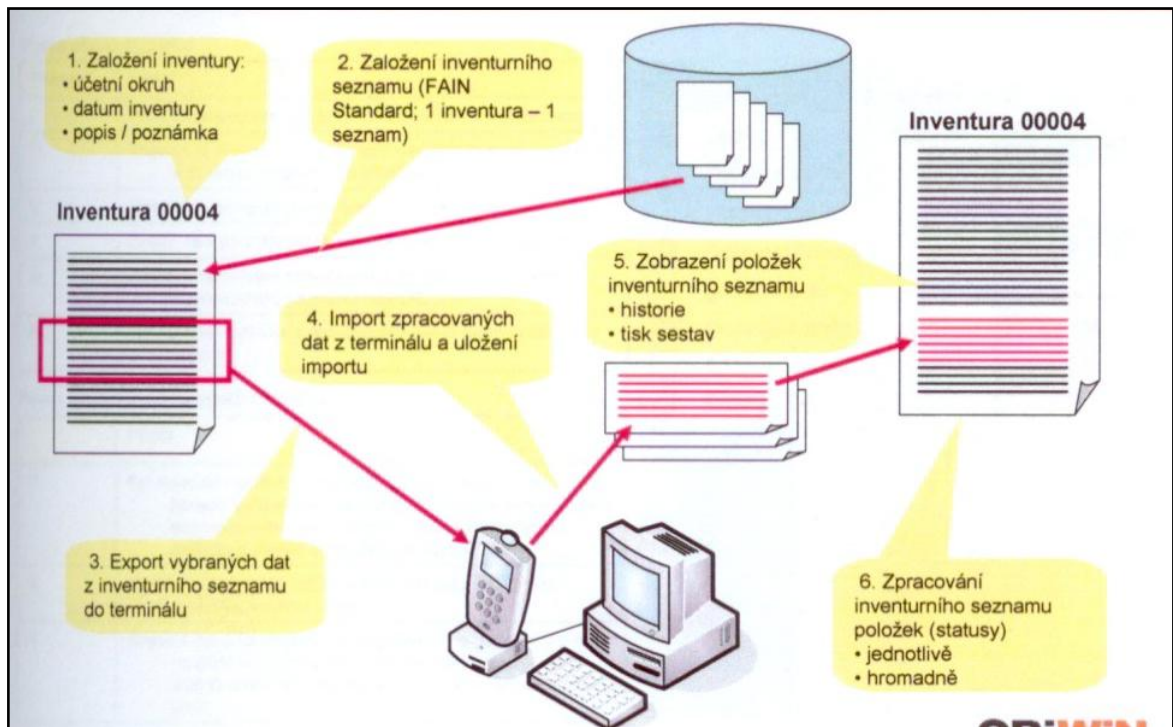 1. Založení inventury:
• účetní okruh
• datum inventury
• popis / poznámka
2. Založení inventurního
seznamu (FAIN
Standard; 1 inventura – 1
seznam)
Inventura 00004
Inventura 00004
5. Zobrazení položek
inventurního seznamu
• historie
• tisk sestav
4. Import zpracovaných
dat z terminálu a uložení
importu
3. Export vybraných dat
z inventurního seznamu
do terminálu
6. Zpracování
inventurního seznamu
položek (statusy)
• jednotlivě
• hromadně